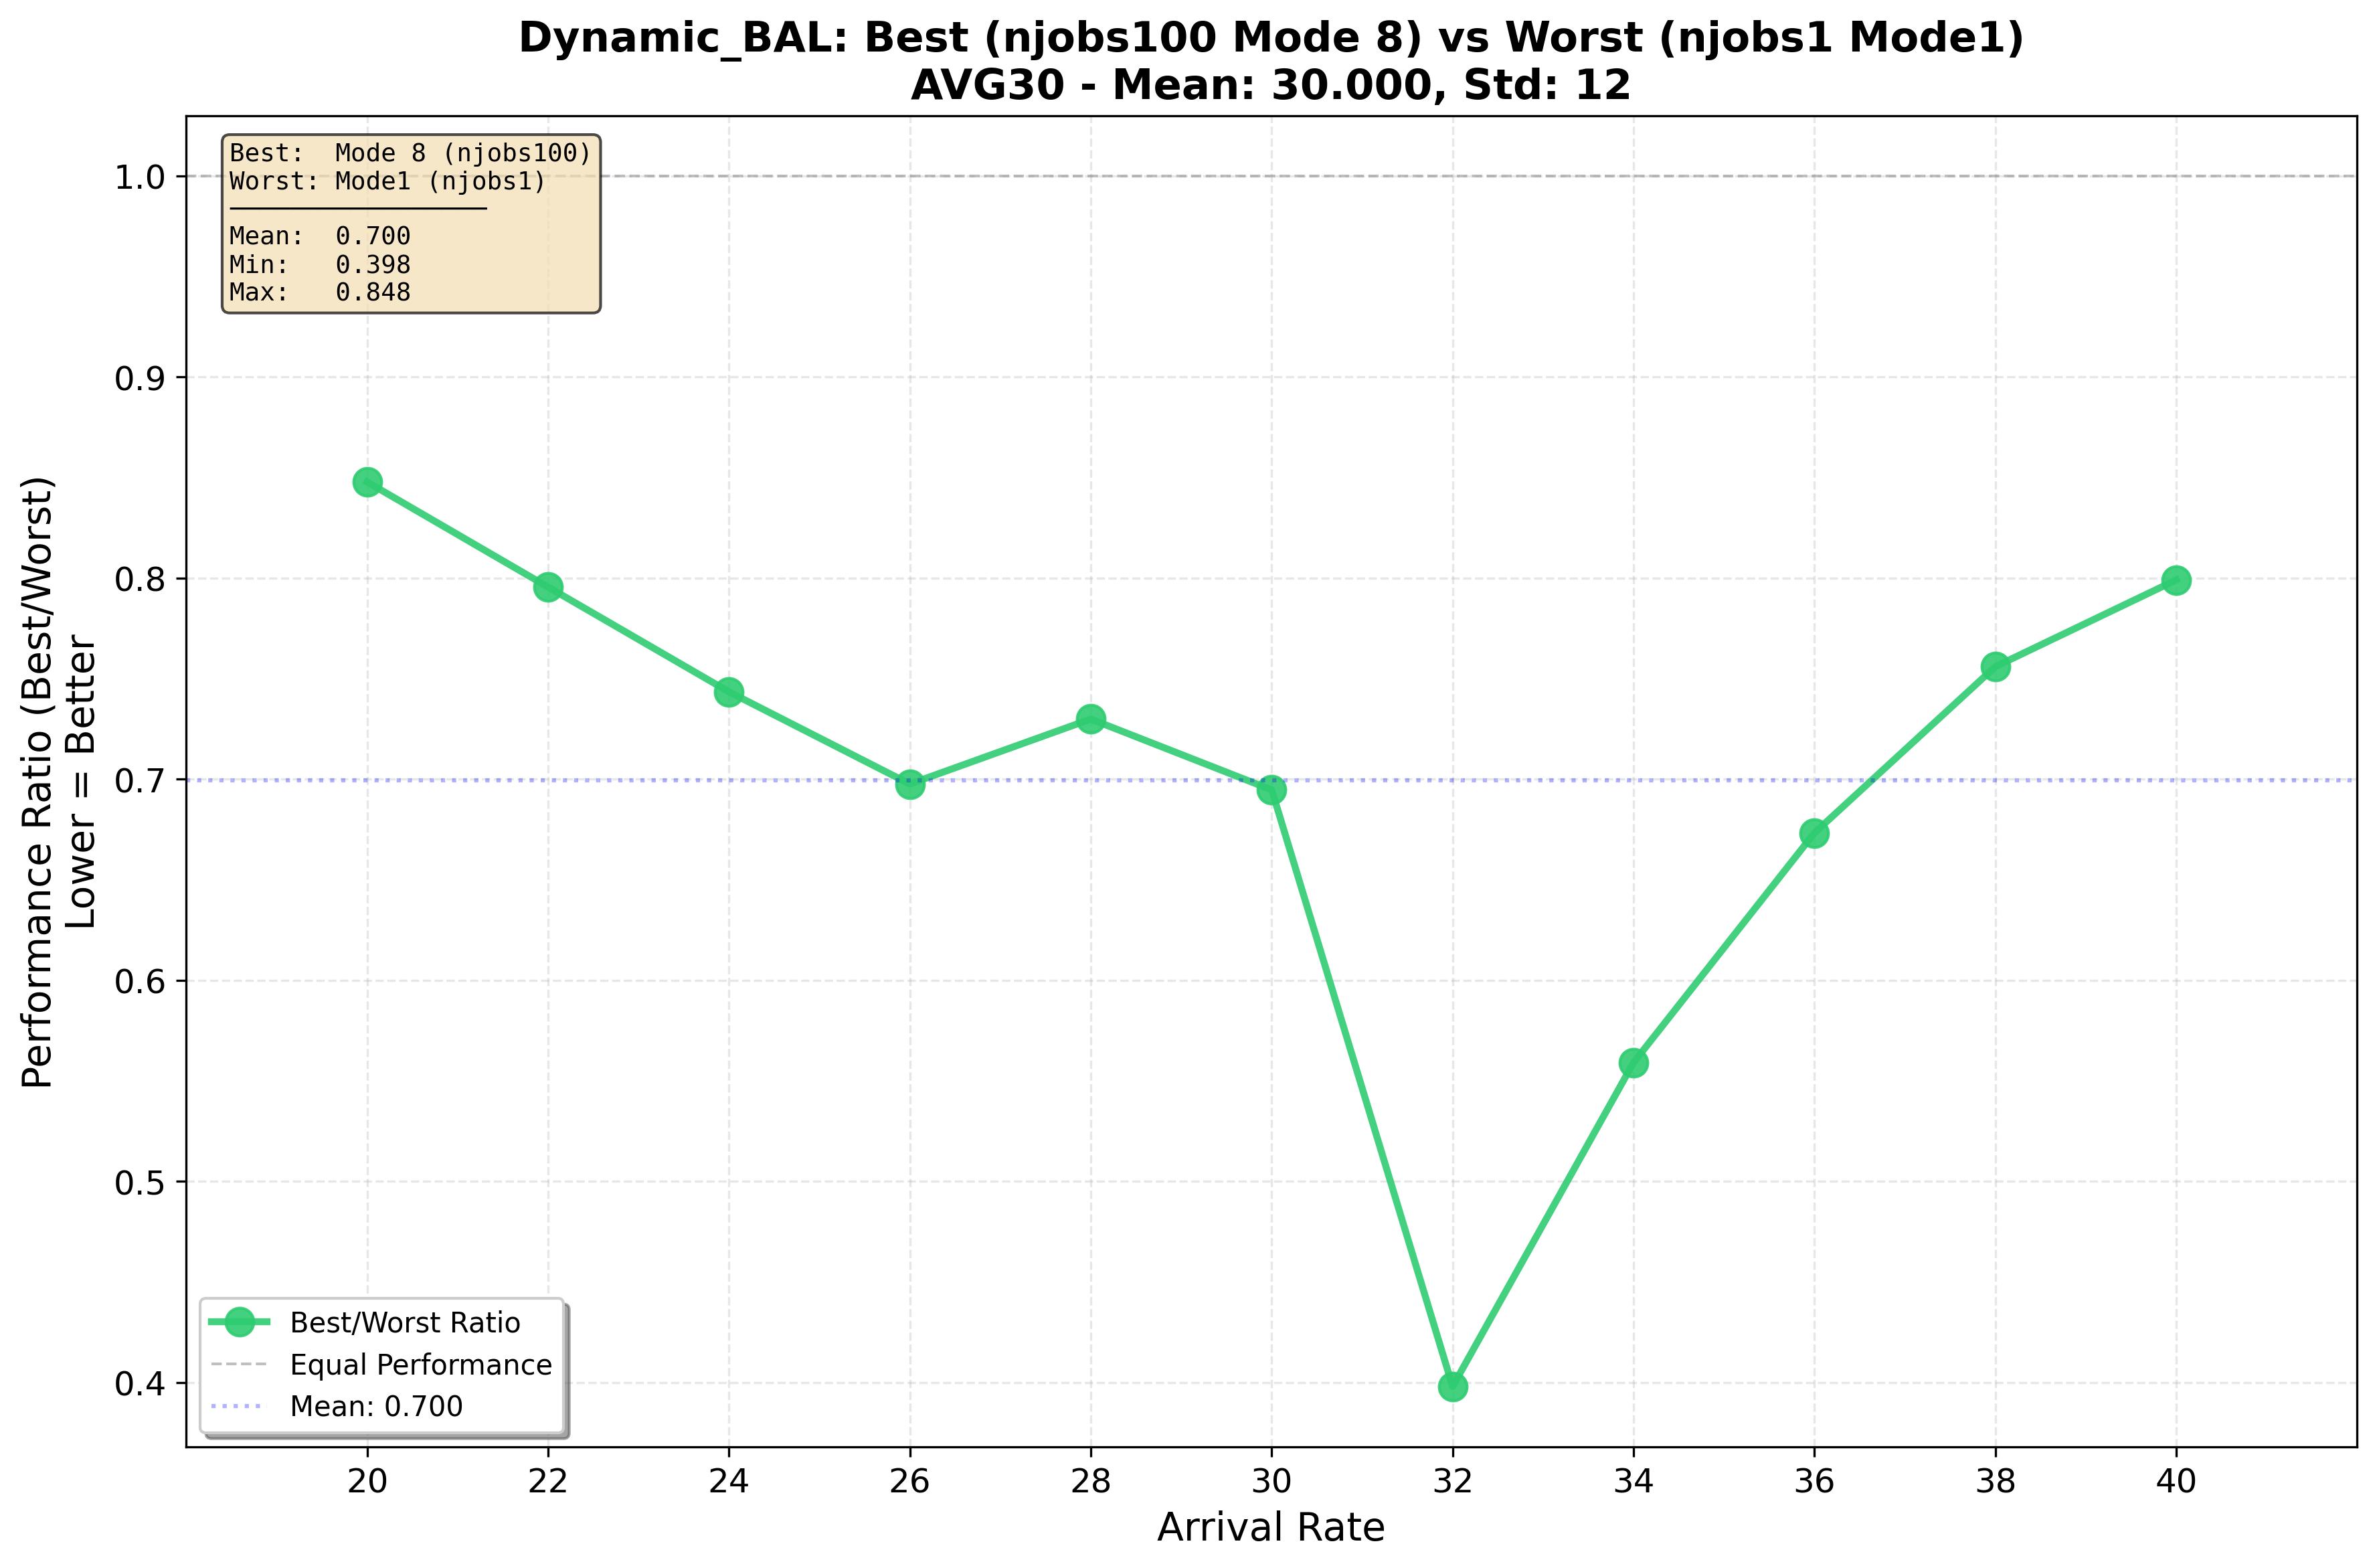 Dynamic_BAL: Best (njobs100 Mode 8) vs Worst (njobs1 Mode1)
AVG30 - Mean: 30.000, Std: 12
Best:  Mode 8 (njobs100)
Worst: Mode1 (njobs1)
Mean:  0.700
Min:   0.398
Max:   0.848
1.0
0.9
0.8
0.7
0.6
0.5
0.4
Performance Ratio (Best/Worst)
Lower = Better
Best/Worst Ratio
Equal Performance
Mean: 0.700
20 22 24 26 28 30 32 34 36 38 40
Arrival Rate